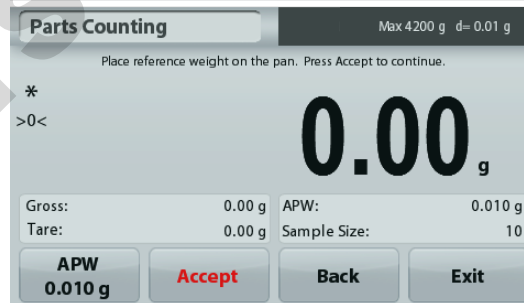 Parts Counting
Max 4200 g d= 0.01 g
Place reference weight on the pan. Press Accept to continue.
*
>0<
0.00 g
Gross: 0.00 g APW: 0.010 g
Tare: 0.00 g Sample Size: 10
APW
0.010 g
Accept
Back
Exit